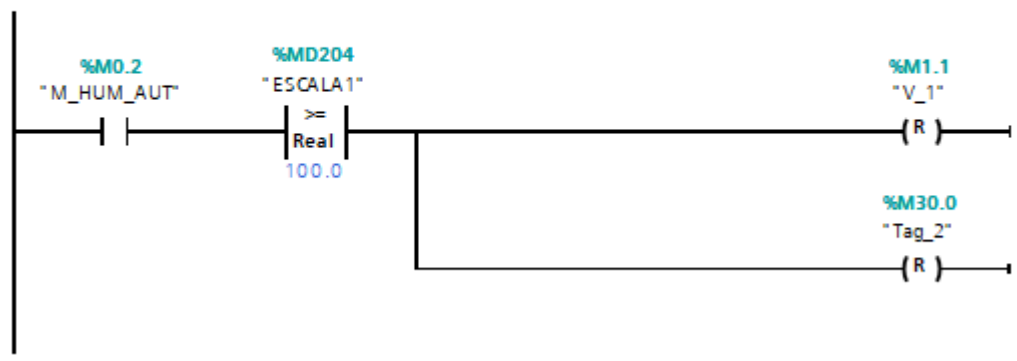 %M0.2
"M_HUM_AUT"
%MD204
"ESCALA1"
>=
Real
100.0
%M1.1
"V_1"
R
%M30.0
"Tag_2"
R